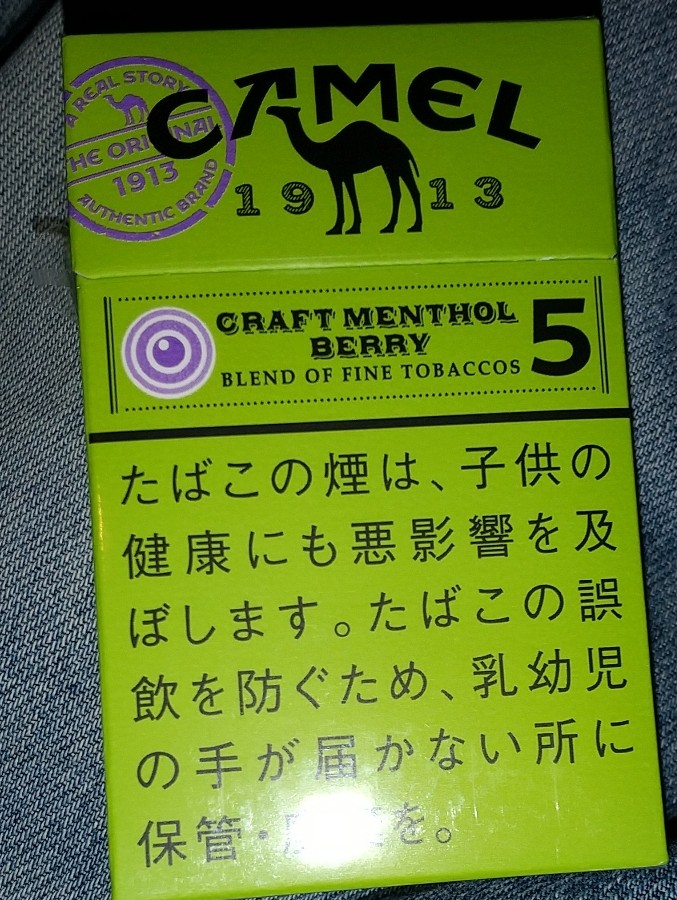 A REAL STORY
THE ORIGINAL
1913
AUTHENTIC BRAND
CAMEL
1913
CRAFT MENTHOL
BERRY
BLEND OF FINE TOBACCOS
5
たばこの煙は、子供の
健康にも悪影響を及
ぼします。たばこの誤
飲を防ぐため、乳幼児
の手が届かない所に
保管・を。